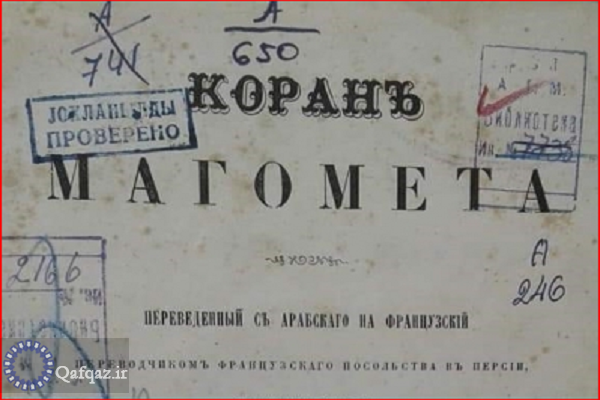 А
741
А
650
КОРАНЪ
ПРОВЕРЕНО
Библиотека
МАГОМЕТА
А
246
2166
ПЕРЕВЕДЕННЫЙ СЪ АРАБСКАГО НА ФРАНЦУЗСКІЙ
ПЕРЕВОДЧИКОМЪ ФРАНЦУЗСКАГО ПОСОЛЬСТВА ВЪ ПЕРСІИ,
Qafqaz.ir